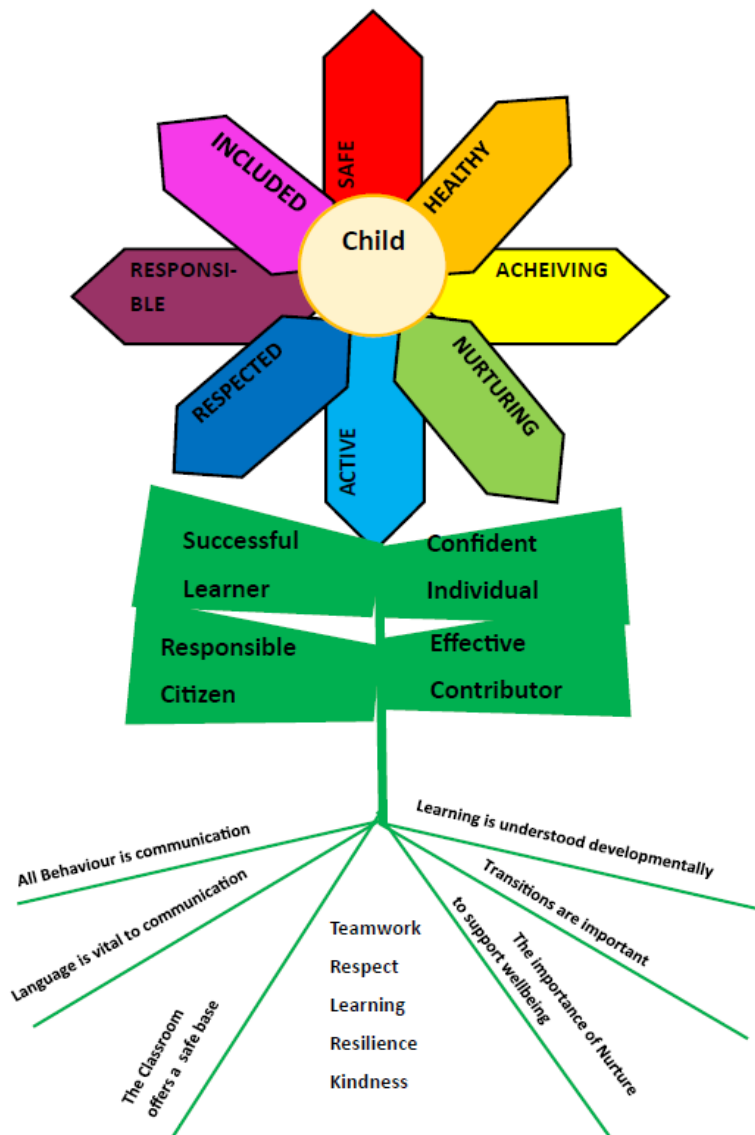 SAFE
HEALTHY
INCLUDED
Child
RESPONSI-
BLE
ACHEIVING
RESPECTED
NURTURING
ACTIVE
Successful
Learner
Confident
Individual
Responsible
Citizen
Effective
Contributor
All Behaviour is communication
Language is vital to communication
The Classroom
offers a safe base
Teamwork
Respect
Learning
Resilience
Kindness
Learning is understood developmentally
Transitions are important
The importance of Nurture
to support wellbeing